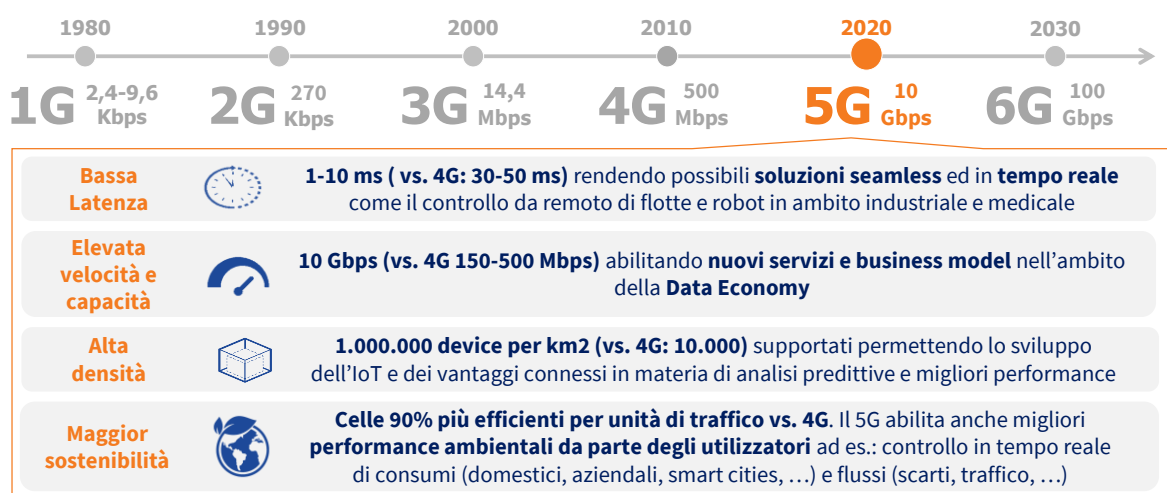 1980 1990 2000 2010 2020 2030
1G 2,4-9,6 Kbps 2G 270 Kbps 3G 14,4 Mbps 4G 500 Mbps 5G 10 Gbps 6G 100 Gbps
Bassa
Latenza
1-10 ms ( vs. 4G: 30-50 ms) rendendo possibili soluzioni seamless ed in tempo reale
come il controllo da remoto di flotte e robot in ambito industriale e medicale
Elevata
velocità e
capacità
10 Gbps (vs. 4G 150-500 Mbps) abilitando nuovi servizi e business model nell'ambito
della Data Economy
Alta
densità
1.000.000 device per km2 (vs. 4G: 10.000) supportati permettendo lo sviluppo
dell'IoT e dei vantaggi connessi in materia di analisi predittive e migliori performance
Maggior
sostenibilità
Celle 90% più efficienti per unità di traffico vs. 4G. Il 5G abilita anche migliori
performance ambientali da parte degli utilizzatori ad es.: controllo in tempo reale
di consumi (domestici, aziendali, smart cities, …) e flussi (scarti, traffico, …)